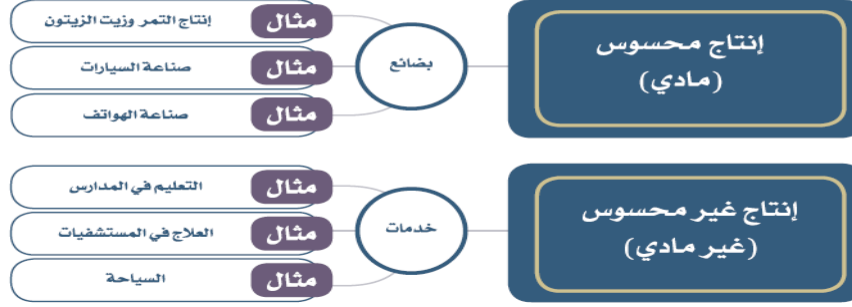 إنتاج محسوس
(مادي)
بضائع
مثال
إنتاج التمر وزيت الزيتون
مثال
صناعة السيارات
مثال
صناعة الهواتف
إنتاج غير محسوس
(غير مادي)
خدمات
مثال
التعليم في المدارس
مثال
العلاج في المستشفيات
مثال
السياحة